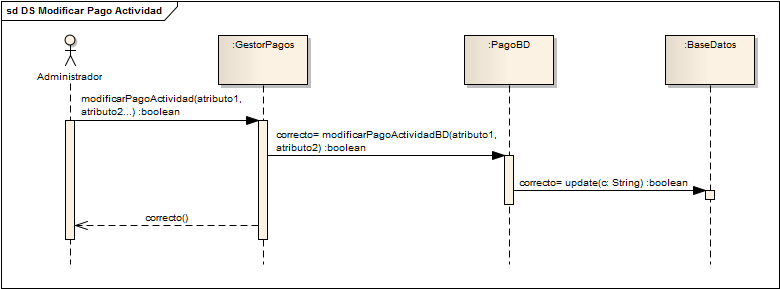 sd DS Modificar Pago Actividad
:GestorPagos
:PagoBD
:BaseDatos
Administrador
modificarPagoActividad(atributo1,
atributo2...) :boolean
correcto= modificarPagoActividadBD(atributo1,
atributo2) :boolean
correcto= update(c: String) :boolean
correcto()